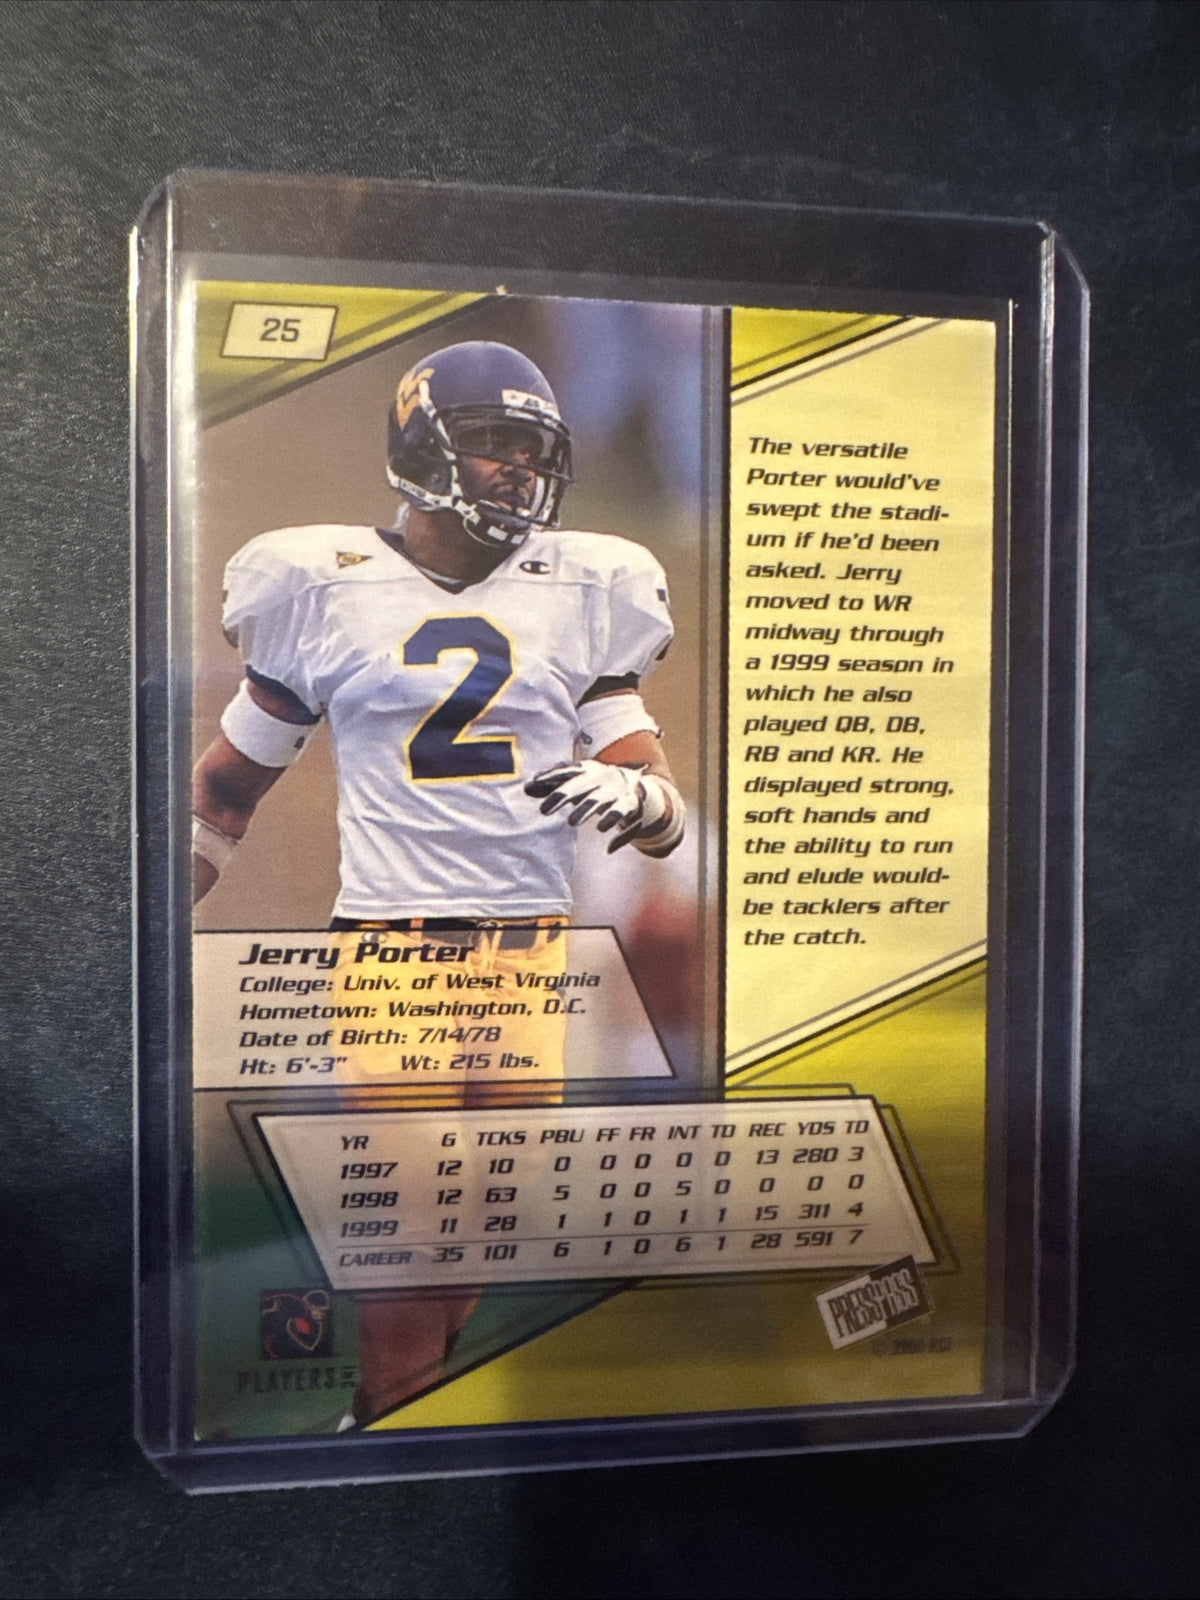 25
The versatile
Porter would've
swept the stadi-
um if he'd been
asked. Jerry
moved to WR
midway through
a 1999 season in
which he also
played QB, DB,
RB and KR. He
displayed strong,
soft hands and
the ability to run
and elude would-
be tacklers after
the catch.
2
Jerry Porter
College: Univ. of West Virginia
Hometown: Washington, D.C.
Date of Birth: 7/14/78
Ht: 6'-3" Wt: 215 lbs.
YR G TCKS PBU FF FR INT TD REC YDS TD
1997 12 10 0 0 0 0 0 13 280 3
1998 12 63 5 0 0 5 0 0 0 0
1999 11 28 1 1 0 1 1 15 311 4
CAREER 35 101 6 1 0 6 1 28 591 7
PLAYERS INC
PRESS PASS
© 2000 RCI